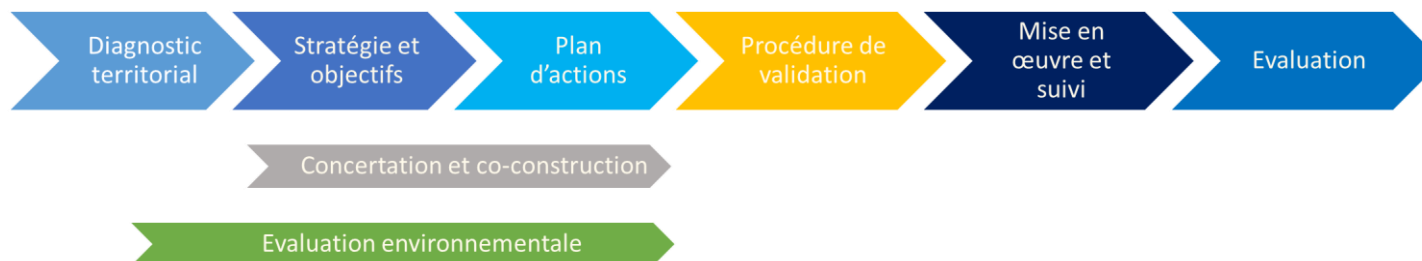 Diagnostic
territorial
Stratégie et
objectifs
Plan
d’actions
Procédure de
validation
Mise en
œuvre et
suivi
Evaluation
Concertation et co-construction
Evaluation environnementale